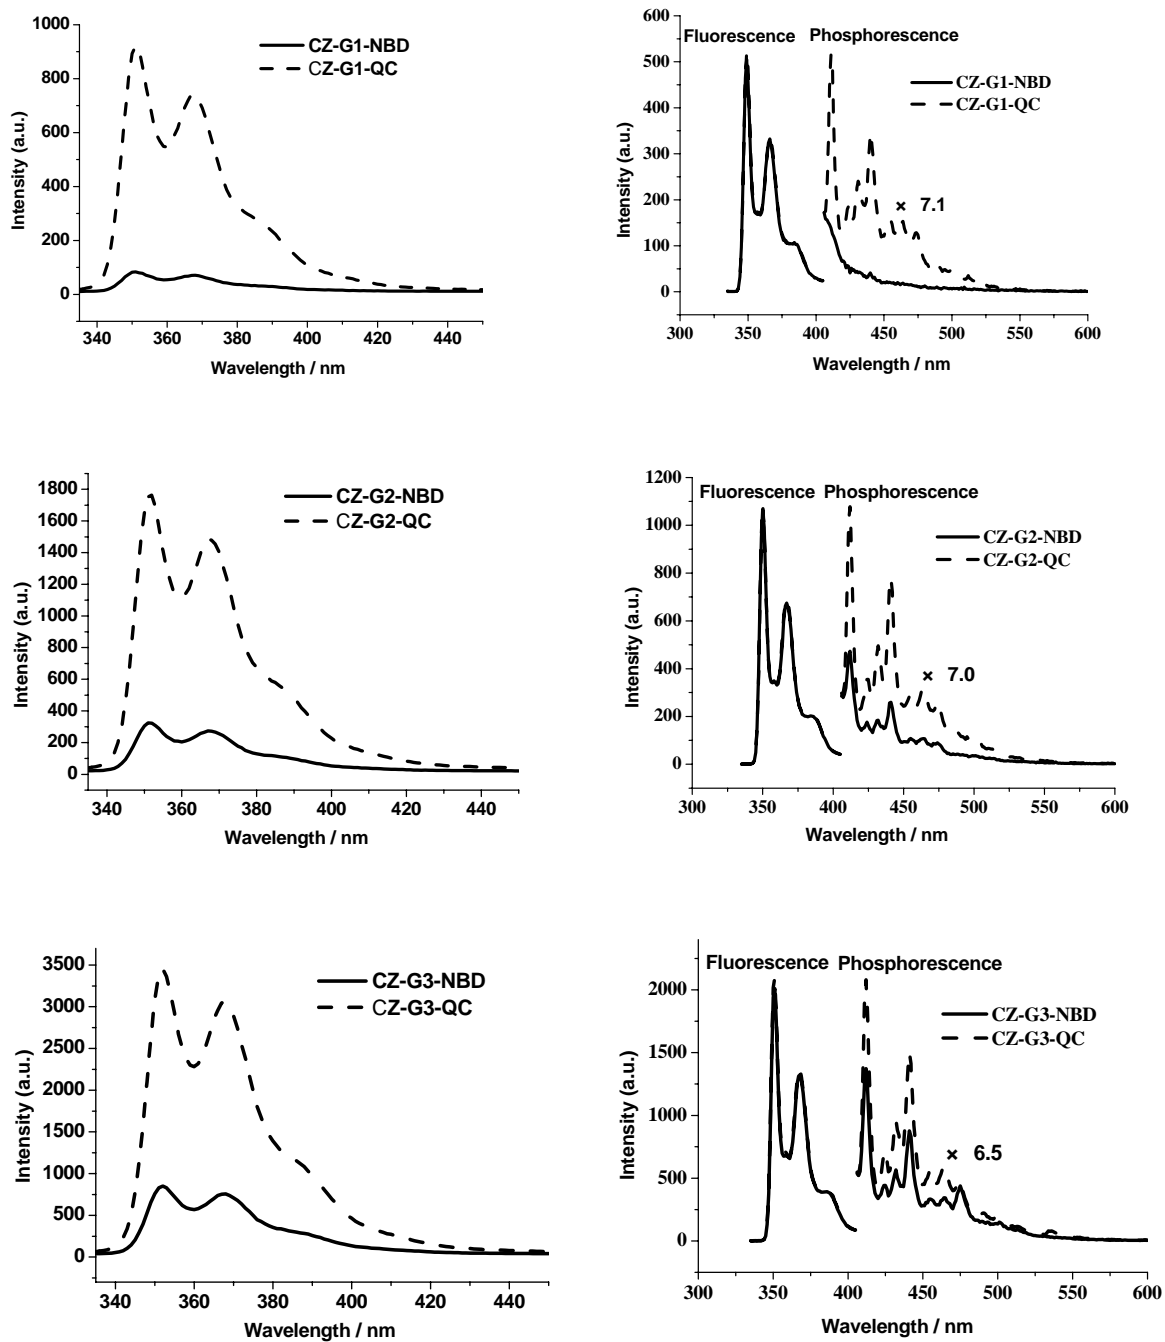 1000
800
600
400
200
0
Intensity (a.u.)
CZ-G1-NBD
CZ-G1-QC
340 360 380 400 420 440
Wavelength / nm
600
500
400
300
200
100
0
Intensity (a.u.)
Fluorescence Phosphorescence
CZ-G1-NBD
CZ-G1-QC
× 7.1
300 350 400 450 500 550 600
Wavelength / nm
1800
1600
1400
1200
1000
800
600
400
200
0
Intensity (a.u.)
CZ-G2-NBD
CZ-G2-QC
340 360 380 400 420 440
Wavelength / nm
1200
1000
800
600
400
200
0
Intensity (a.u.)
Fluorescence Phosphorescence
CZ-G2-NBD
CZ-G2-QC
× 7.0
300 350 400 450 500 550 600
Wavelength / nm
3500
3000
2500
2000
1500
1000
500
0
Intensity (a.u.)
CZ-G3-NBD
CZ-G3-QC
340 360 380 400 420 440
Wavelength / nm
2000
1500
1000
500
0
Intensity (a.u.)
Fluorescence Phosphorescence
CZ-G3-NBD
CZ-G3-QC
× 6.5
300 350 400 450 500 550 600
Wavelength / nm